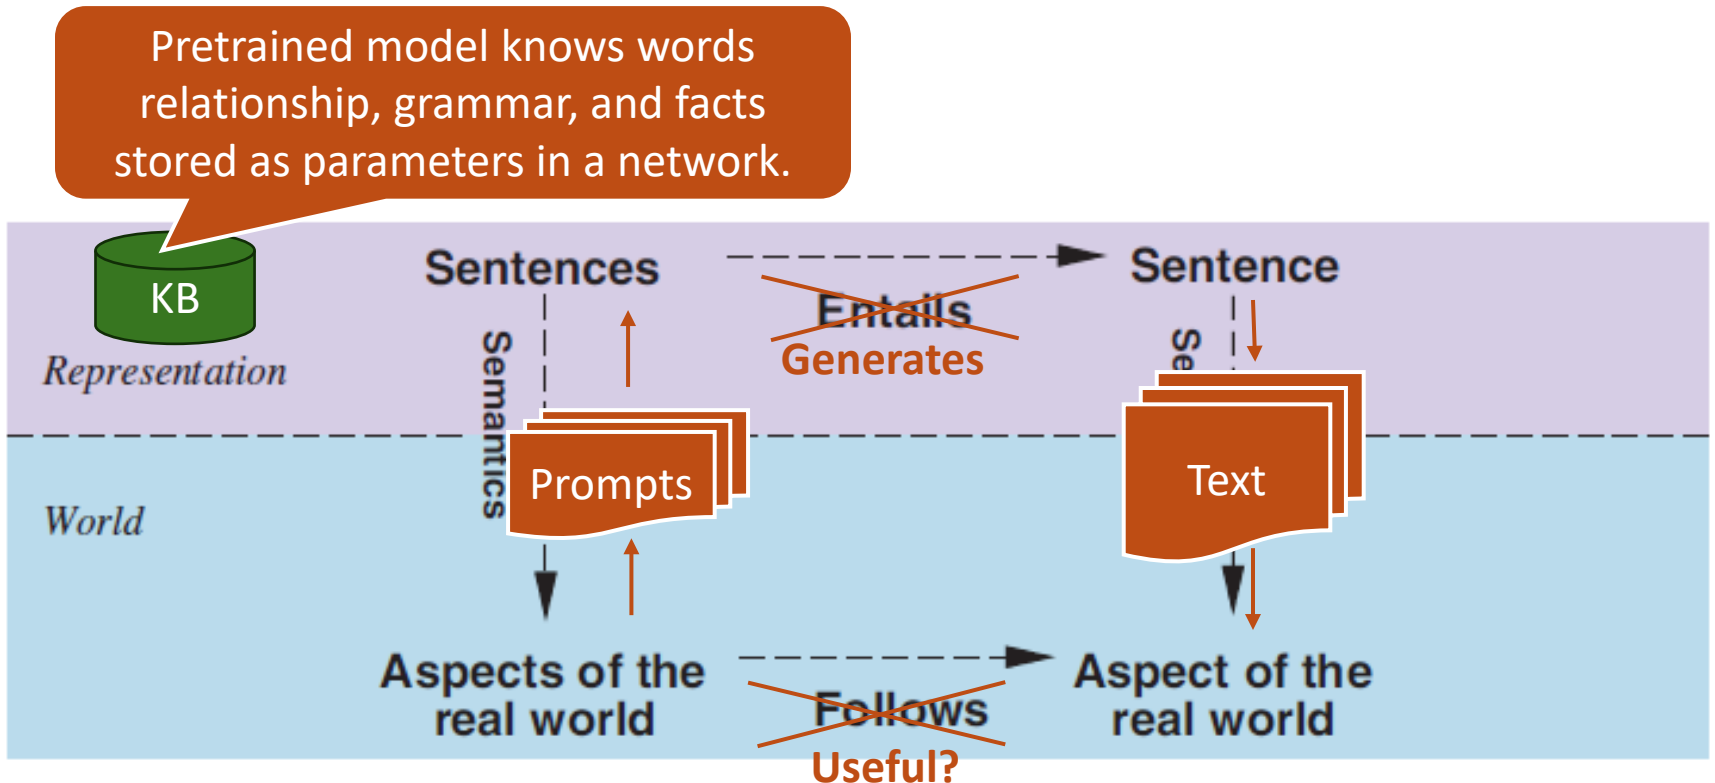 Pretrained model knows words
relationship, grammar, and facts
stored as parameters in a network.
KB
Sentences
Sentence
Entails
Generates
Representation
Semantics
Se
Prompts
Text
World
Aspects of the
real world
Follows
Useful?
Aspect of the
real world